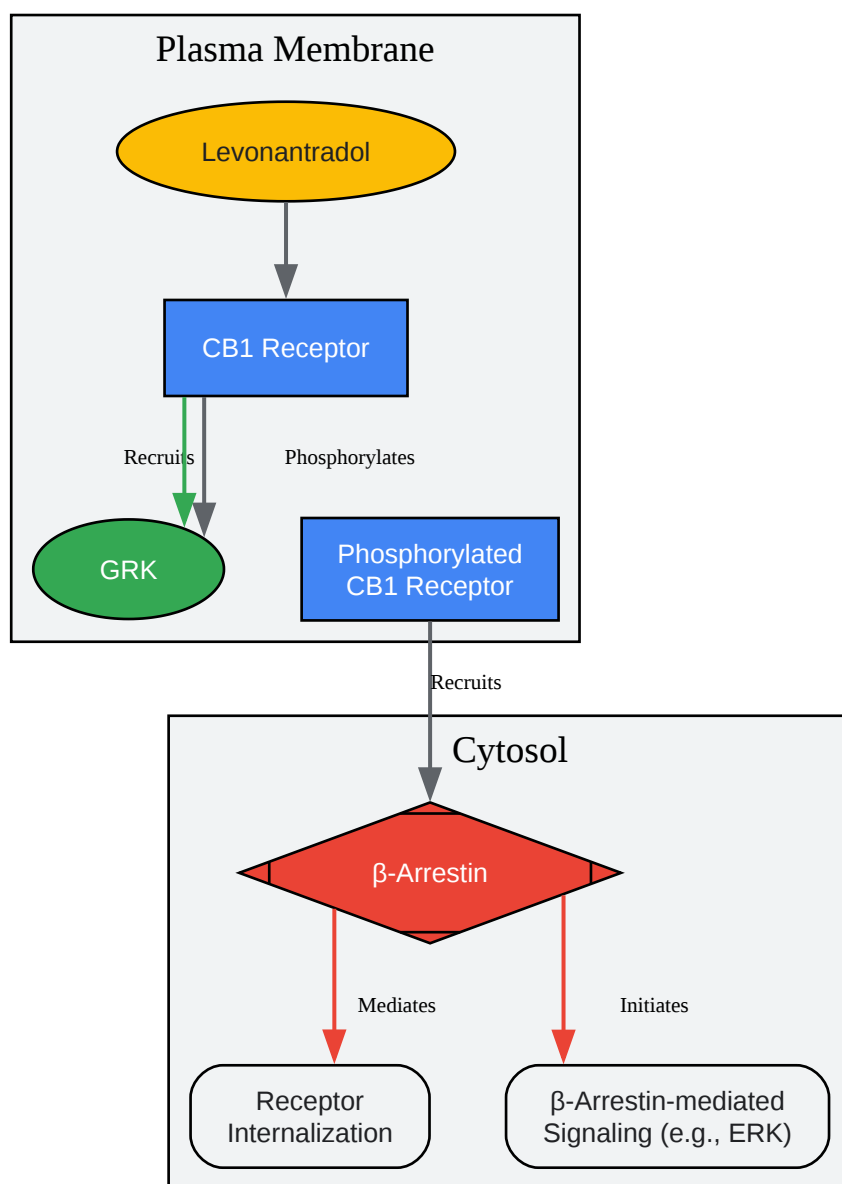 Plasma Membrane
Levonantradol
CB1 Receptor
Recruits
Phosphorylates
GRK
Phosphorylated
CB1 Receptor
Recruits
Cytosol
β-Arrestin
Mediates
Initiates
Receptor
Internalization
β-Arrestin-mediated
Signaling (e.g., ERK)